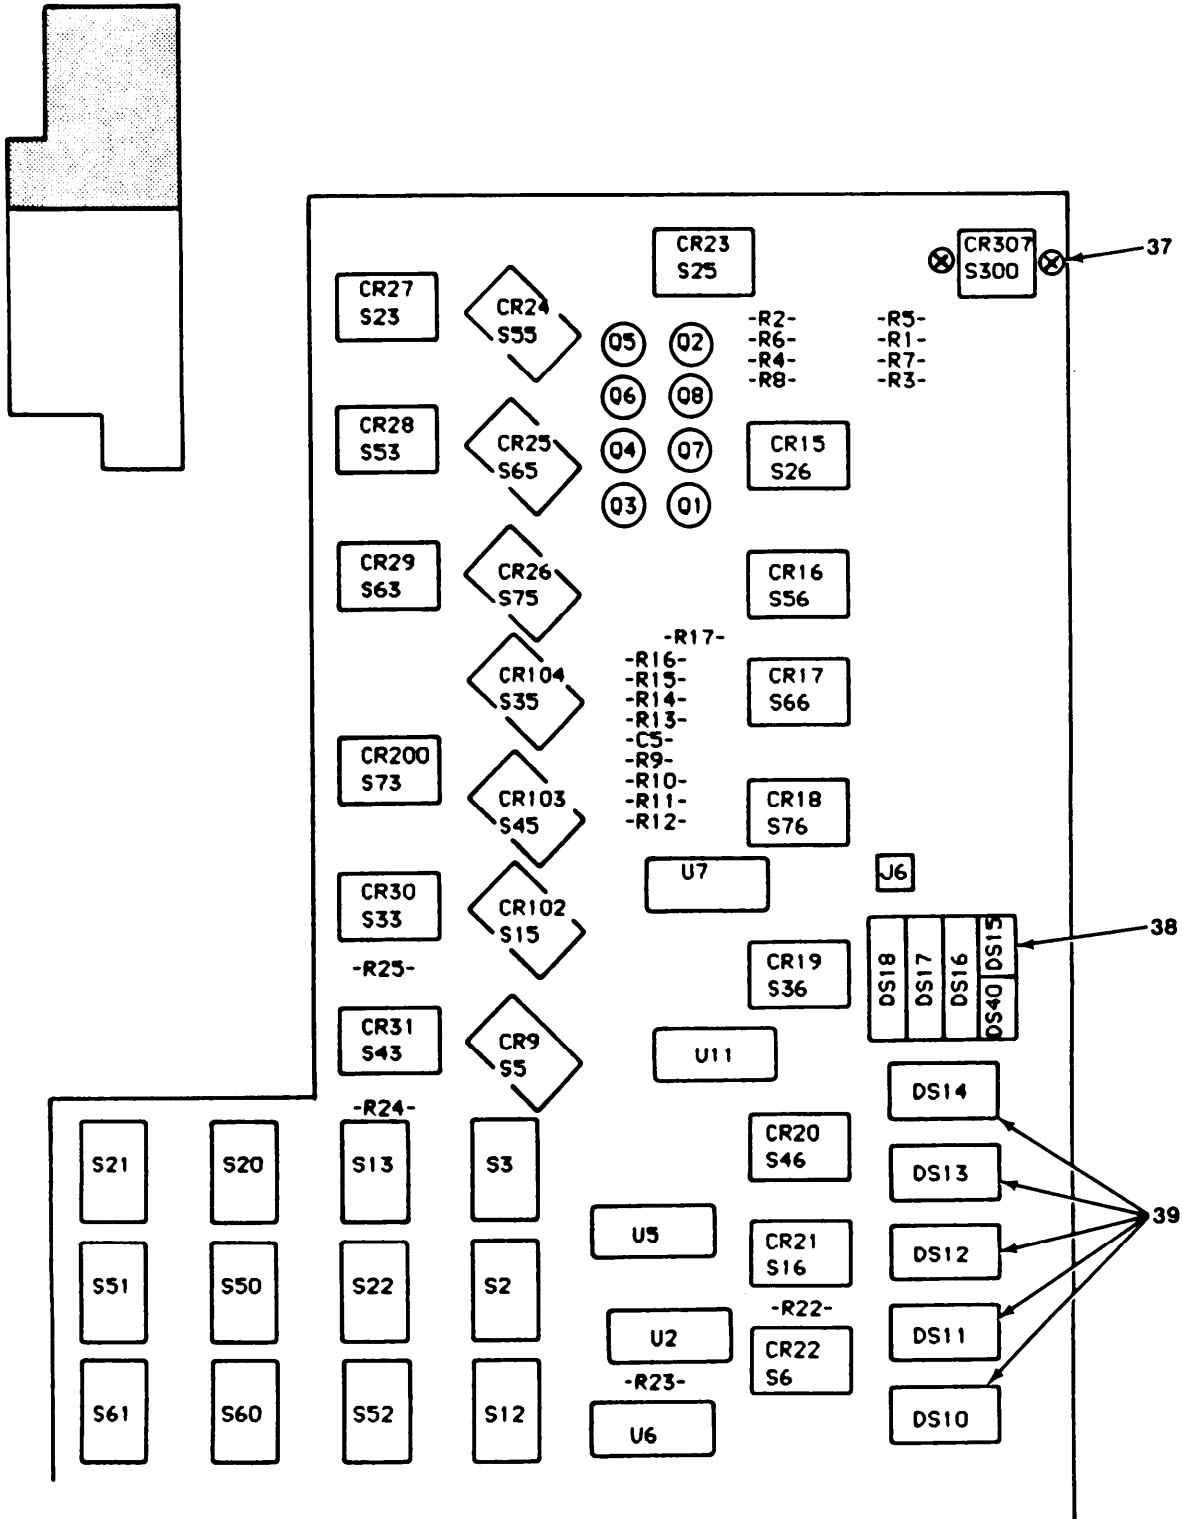 CR23
S25
CR307
S300
37
CR27
S23
CR24
S55
-R2-
-R6-
-R4-
-R8-
-R5-
-R1-
-R7-
-R3-
Q5
Q2
Q6
Q8
Q4
Q7
Q3
Q1
CR28
S53
CR25
S65
CR15
S26
CR29
S63
CR26
S75
CR16
S56
-R17-
-R16-
-R15-
-R14-
-R13-
-C5-
-R9-
-R10-
-R11-
-R12-
CR104
S35
CR17
S66
CR200
S73
CR103
S45
CR18
S76
U7
J6
CR30
S33
CR102
S15
-R25-
CR19
S36
DS18
DS17
DS16
DS15
DS40
38
CR31
S43
CR9
S5
U11
DS14
-R24-
CR20
S46
S21
S20
S13
S3
DS13
39
U5
CR21
S16
DS12
S51
S50
S22
S2
-R22-
U2
DS11
CR22
S6
-R23-
S61
S60
S52
S12
U6
DS10